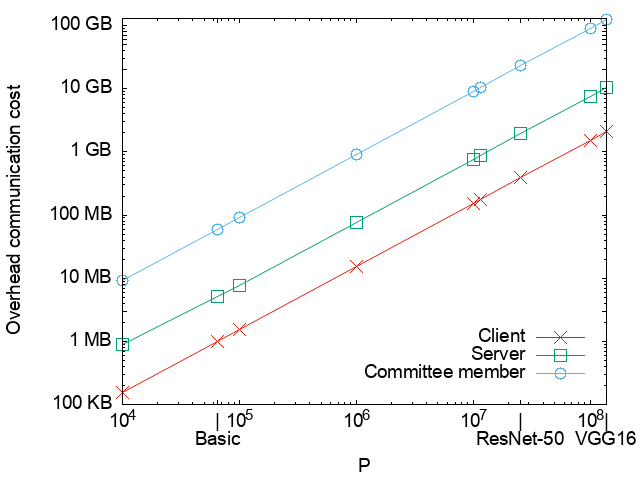 100 GB
10 GB
1 GB
100 MB
10 MB
1 MB
100 KB
Overhead communication cost
Client
Server
Committee member
10^4 | 10^5 10^6 10^7 | 10^8 |
Basic ResNet-50 VGG16
P